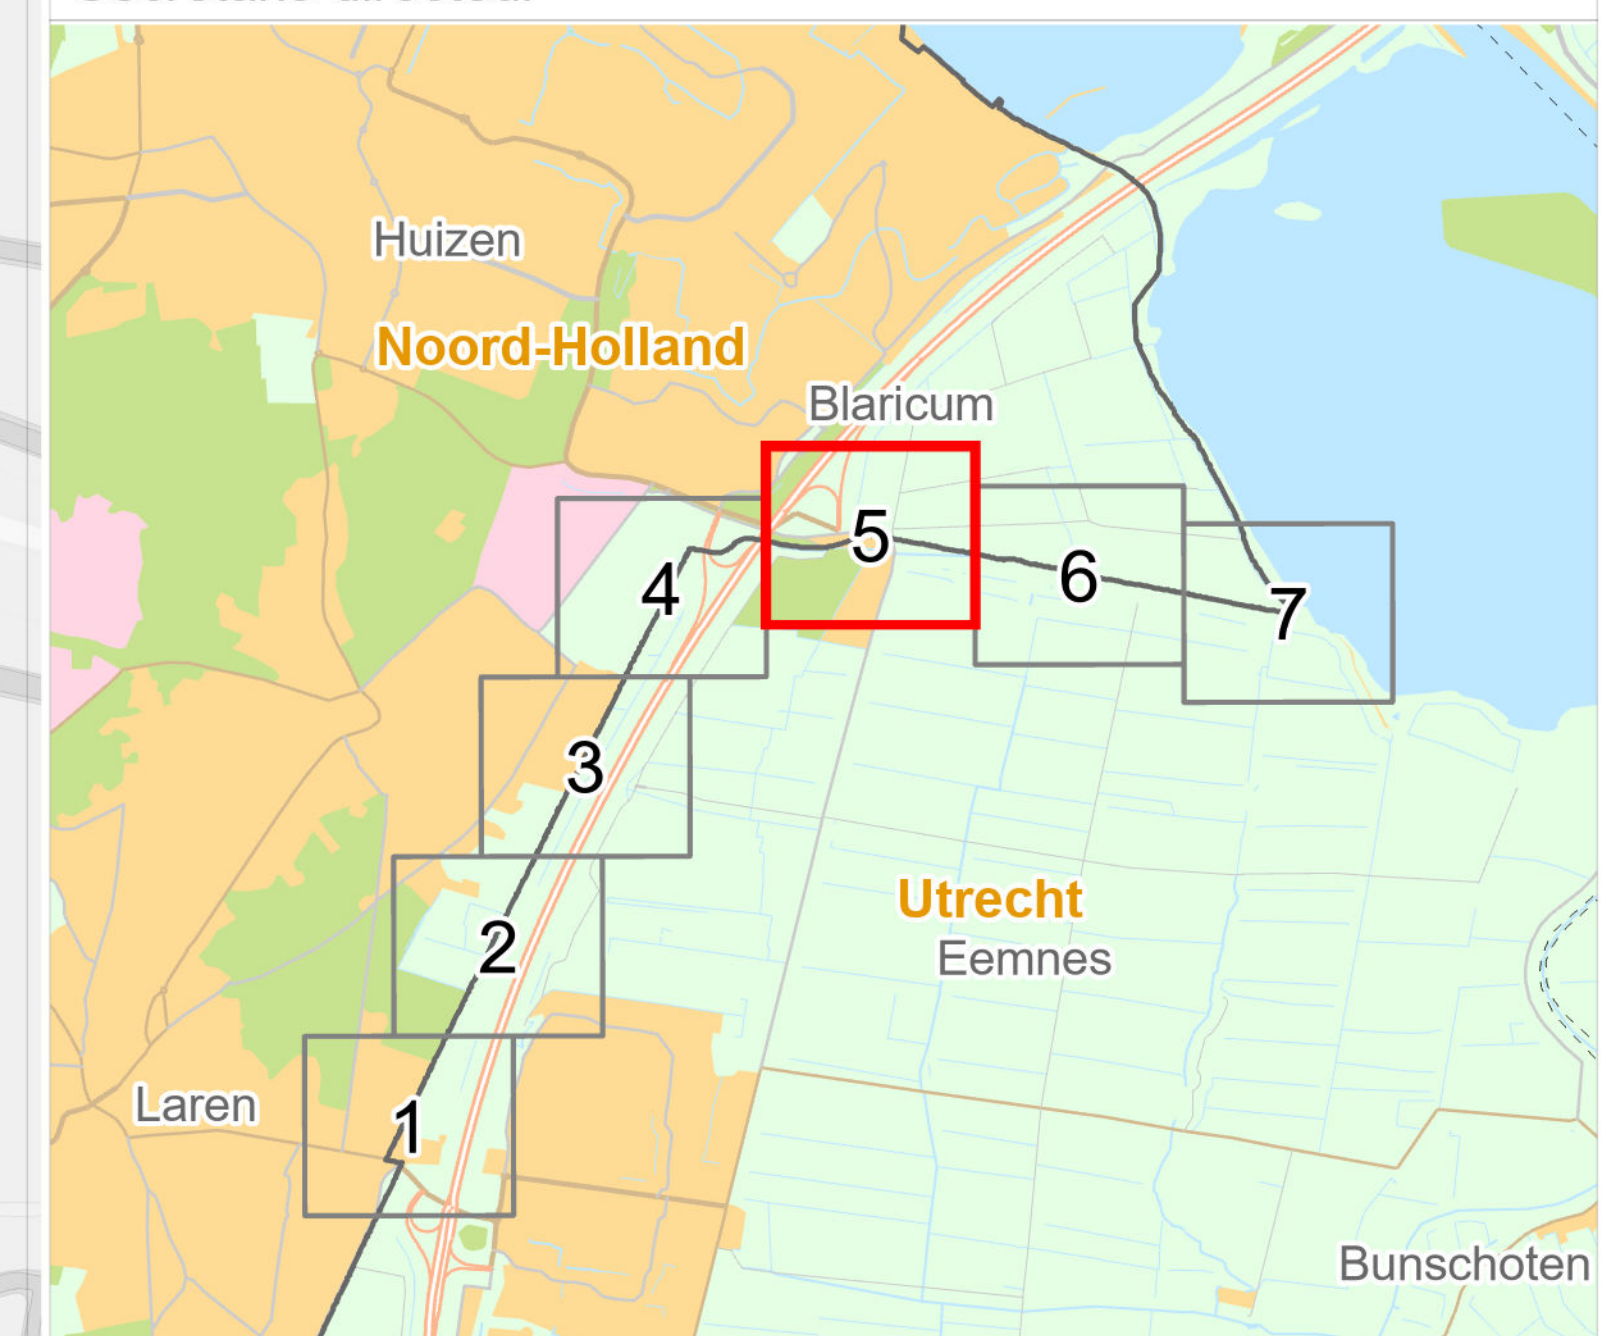 Huizen
Noord-Holland
Blaricum
5
6
4
7
3
Utrecht
2
Eemnes
Laren
1
Bunschoten